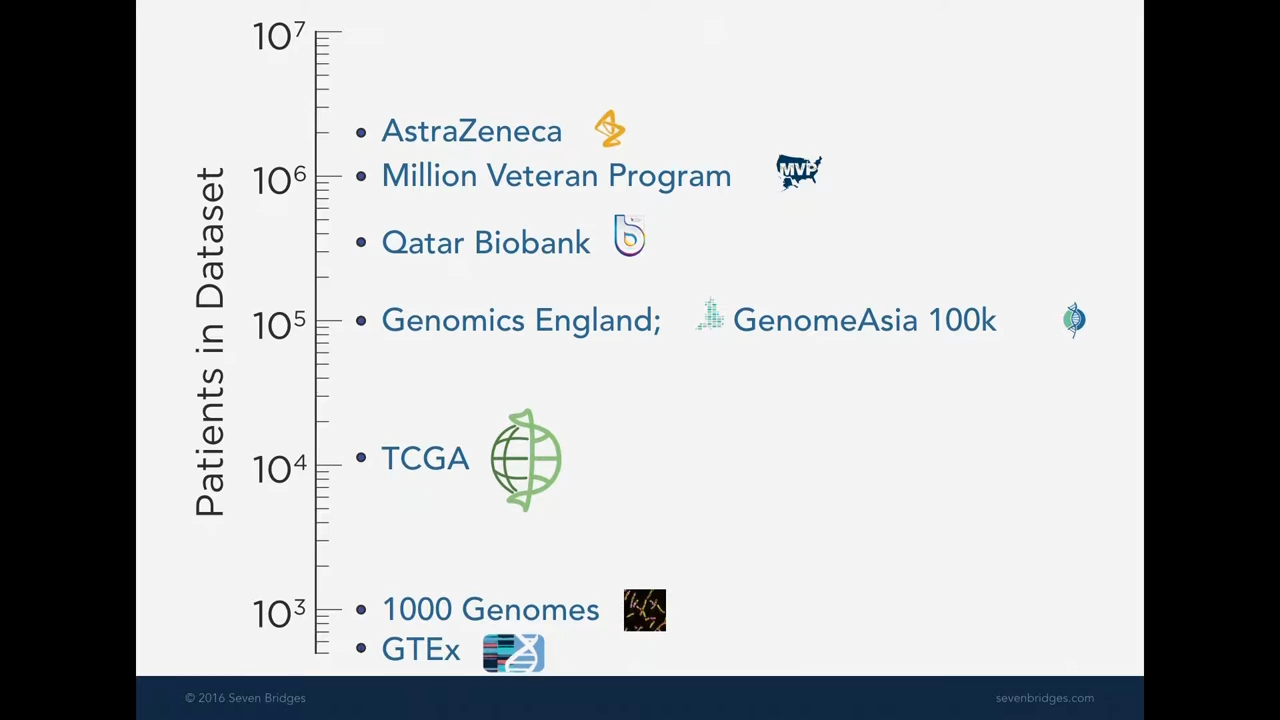 10⁷
AstraZeneca
10⁶
Million Veteran Program
MVP
Qatar Biobank
10⁵
Genomics England;
GenomeAsia 100k
TCGA
10⁴
10³
1000 Genomes
GTEx
Patients in Dataset
© 2016 Seven Bridges
sevenbridges.com